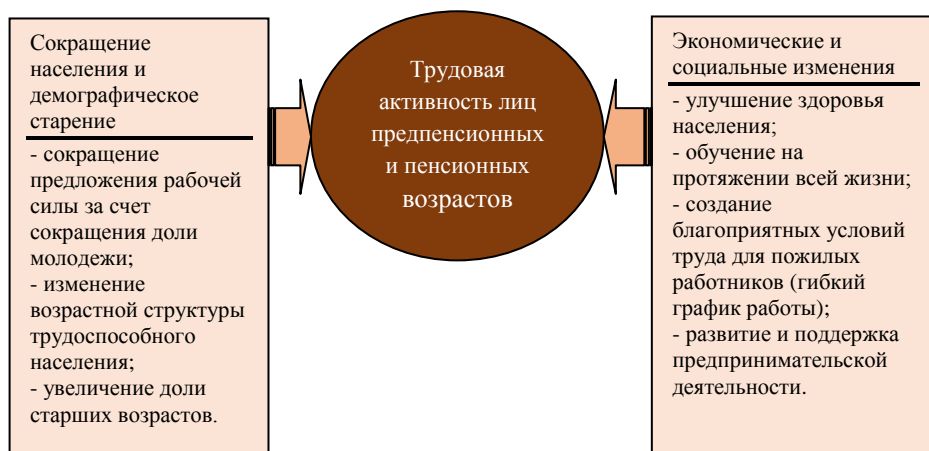 Сокращение
населения и
демографическое
старение
- сокращение
предложения рабочей
силы за счет
сокращения доли
молодежи;
- изменение
возрастной структуры
трудоспособного
населения;
- увеличение доли
старших возрастов.
Трудовая
активность лиц
предпенсионных
и пенсионных
возрастов
Экономические и
социальные изменения
- улучшение здоровья
населения;
- обучение на
протяжении всей жизни;
- создание
благоприятных условий
труда для пожилых
работников (гибкий
график работы);
- развитие и поддержка
предпринимательской
деятельности.